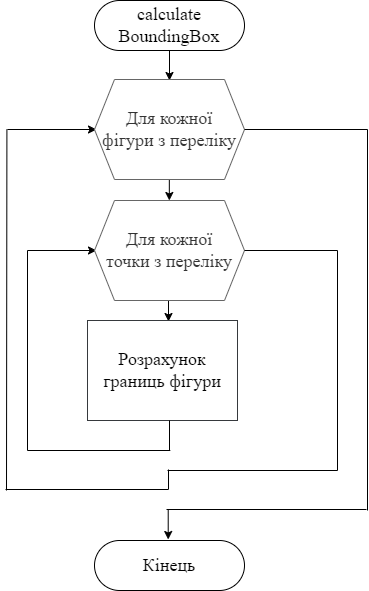 calculate
BoundingBox
Для кожної
фігури з переліку
Для кожної
точки з переліку
Розрахунок
границь фігури
Кінець